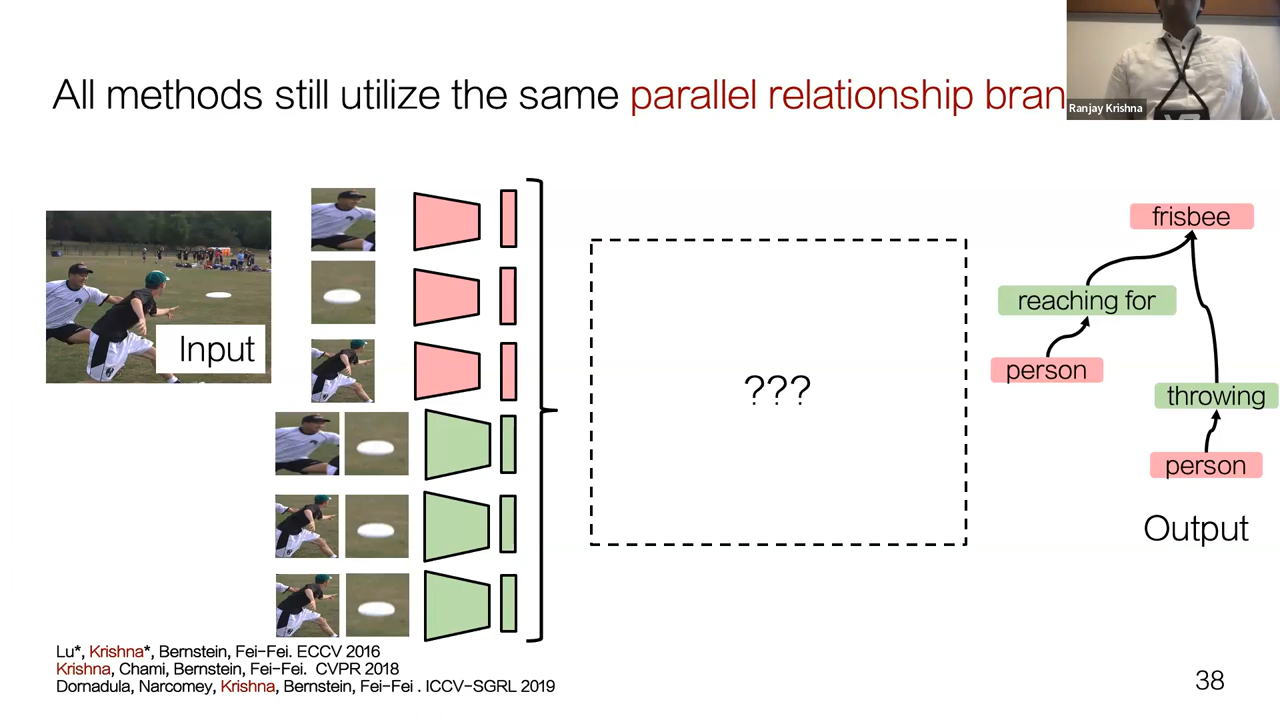 All methods still utilize the same parallel relationship bran
Ranjay Krishna
Input
???
frisbee
reaching for
person
throwing
person
Output
Lu*, Krishna*, Bernstein, Fei-Fei. ECCV 2016
Krishna, Chami, Bernstein, Fei-Fei. CVPR 2018
Dornadula, Narcomey, Krishna, Bernstein, Fei-Fei . ICCV-SGRL 2019
38